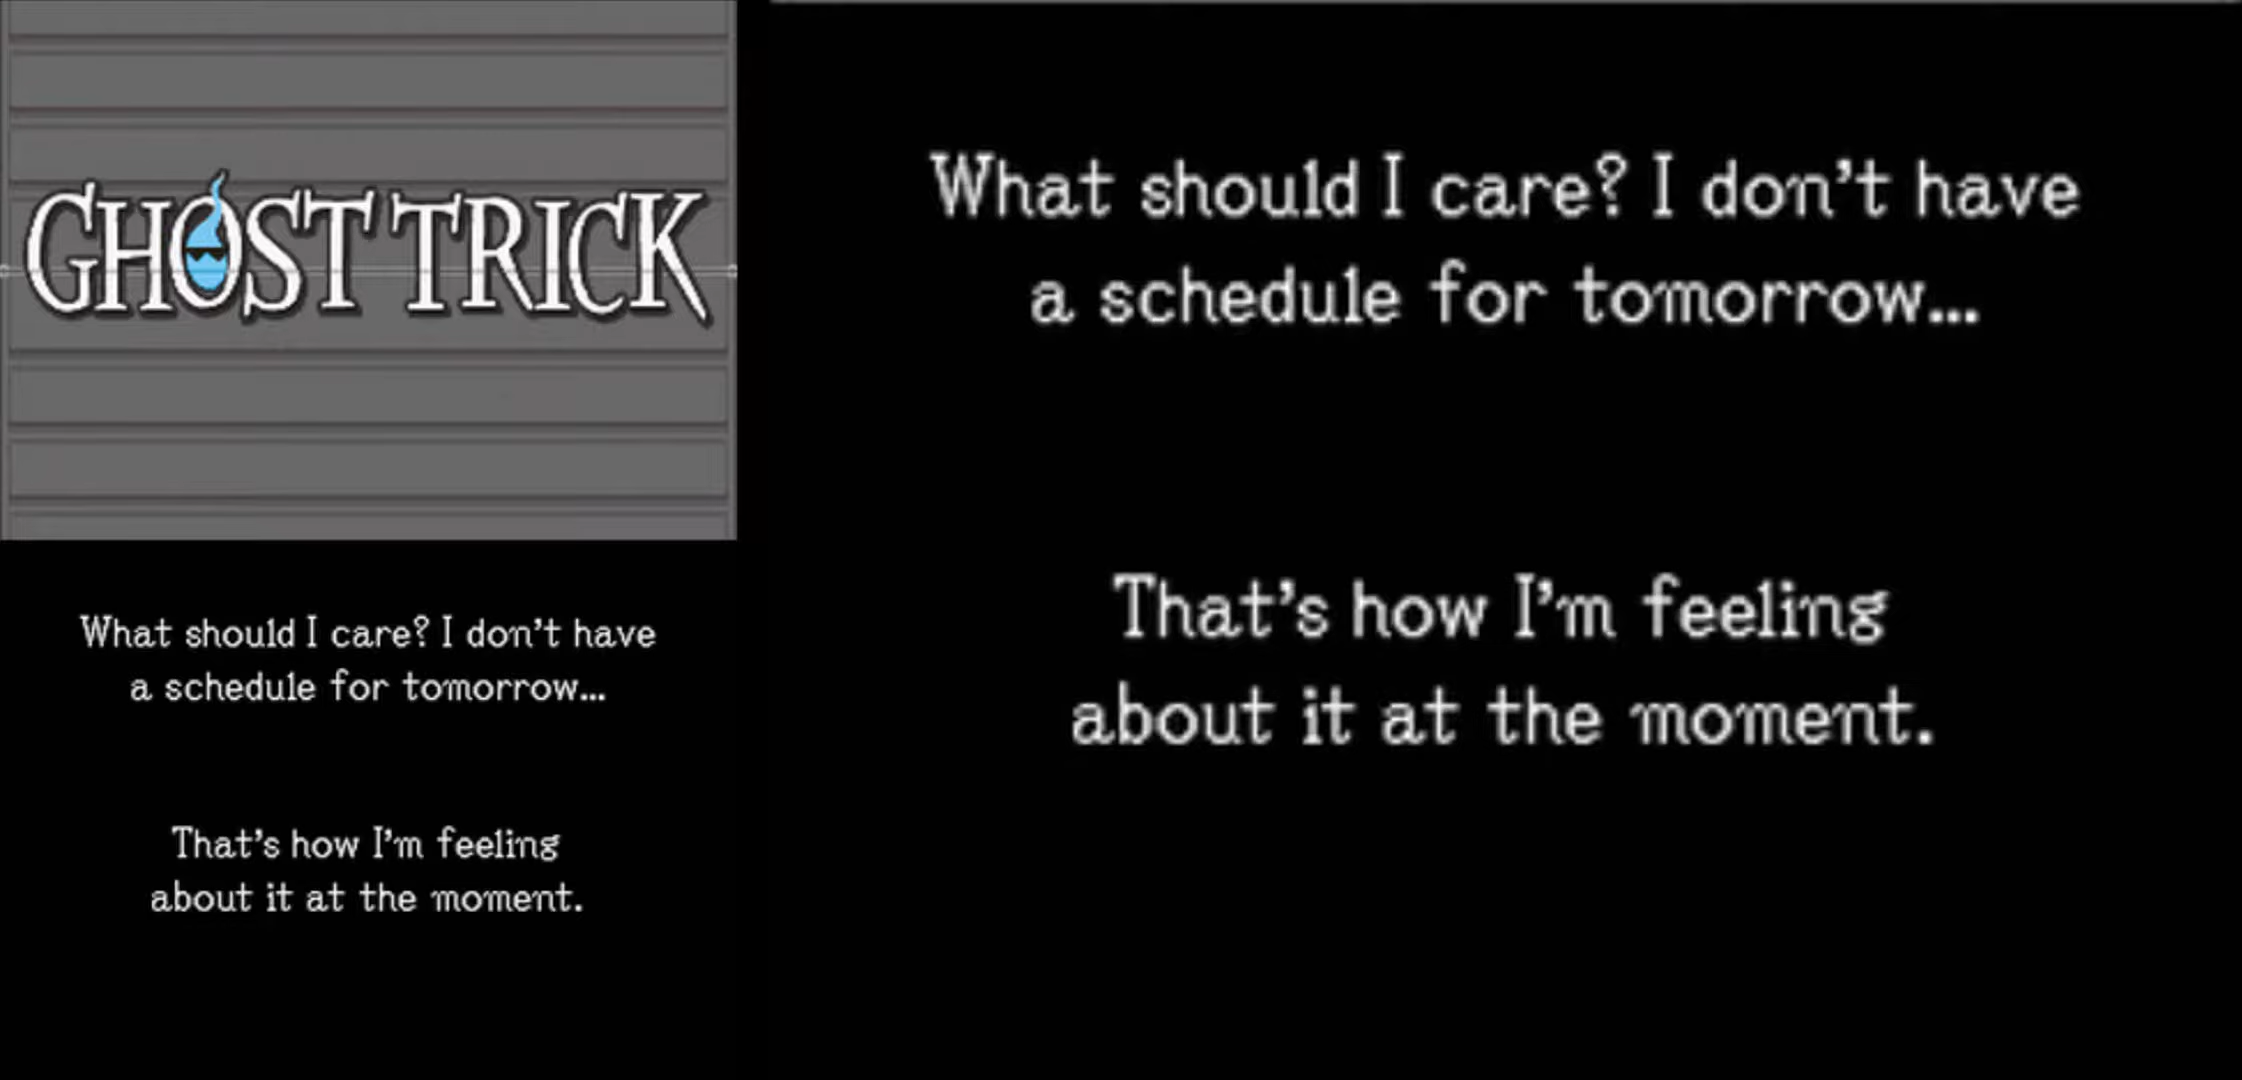 GHOST TRICK
What should I care? I don't have
a schedule for tomorrow...
That's how I'm feeling
about it at the moment.
What should I care? I don't have
a schedule for tomorrow...
That's how I'm feeling
about it at the moment.